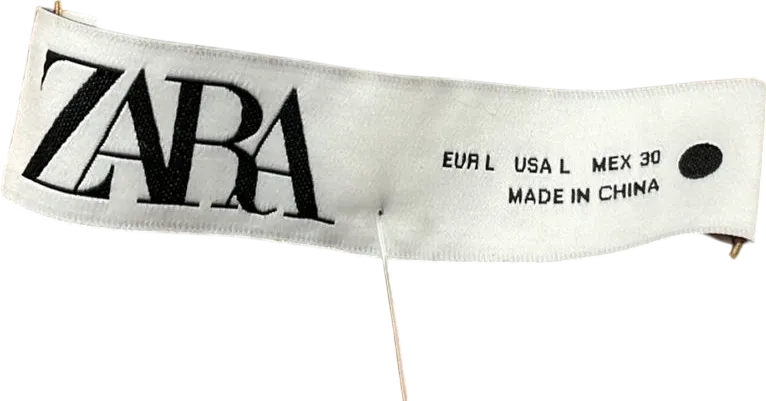 ZARA
EUR L USA L MEX 30
MADE IN CHINA